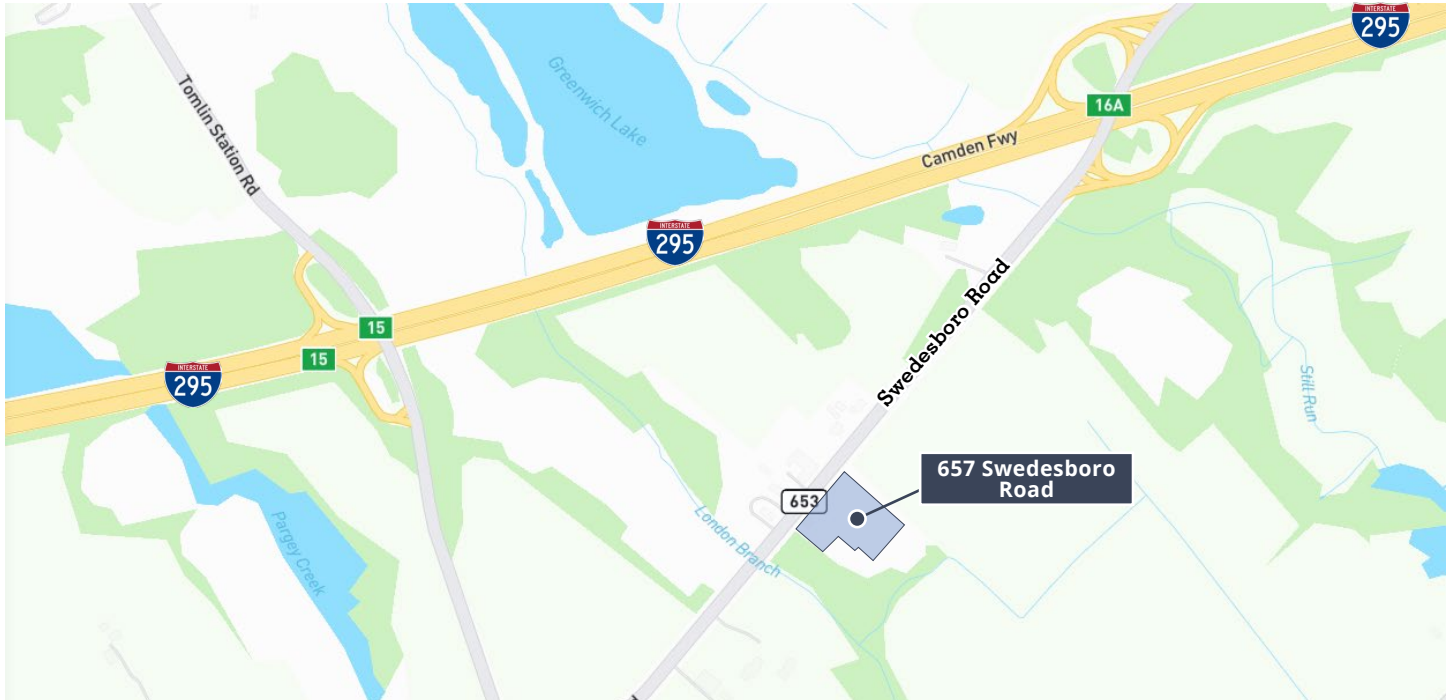 INTERSTATE
295
Greenwich Lake
Tomlin Station Rd
16A
Camden Fwy
INTERSTATE
295
15
15
INTERSTATE
295
Swedesboro Road
Still Run
657 Swedesboro
Road
653
London Branch
Pargey Creek